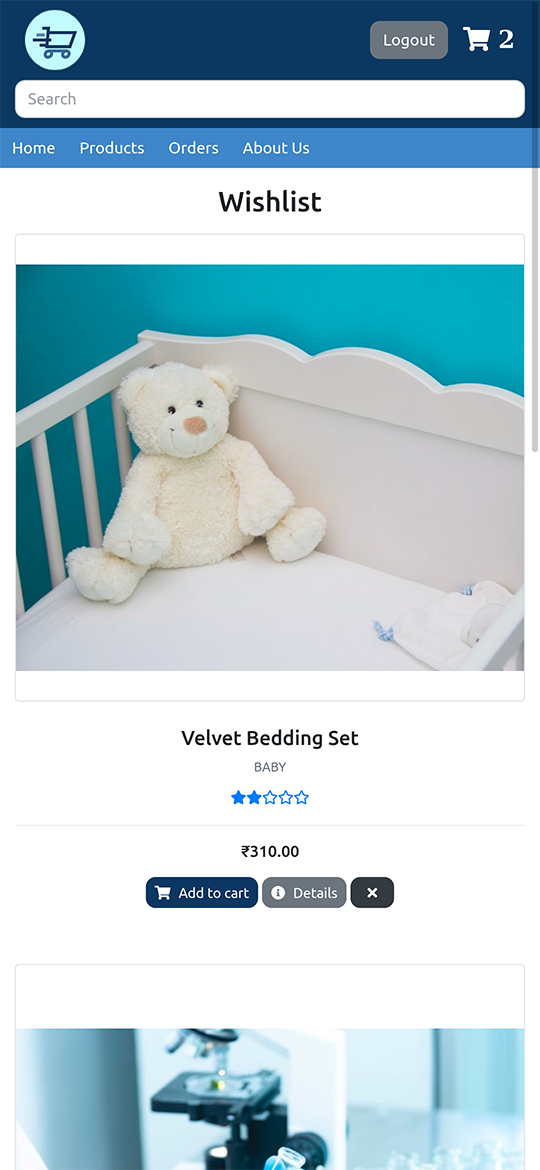 Logout 2
Search
Home Products Orders About Us
Wishlist
Velvet Bedding Set
BABY
₹310.00
Add to cart Details